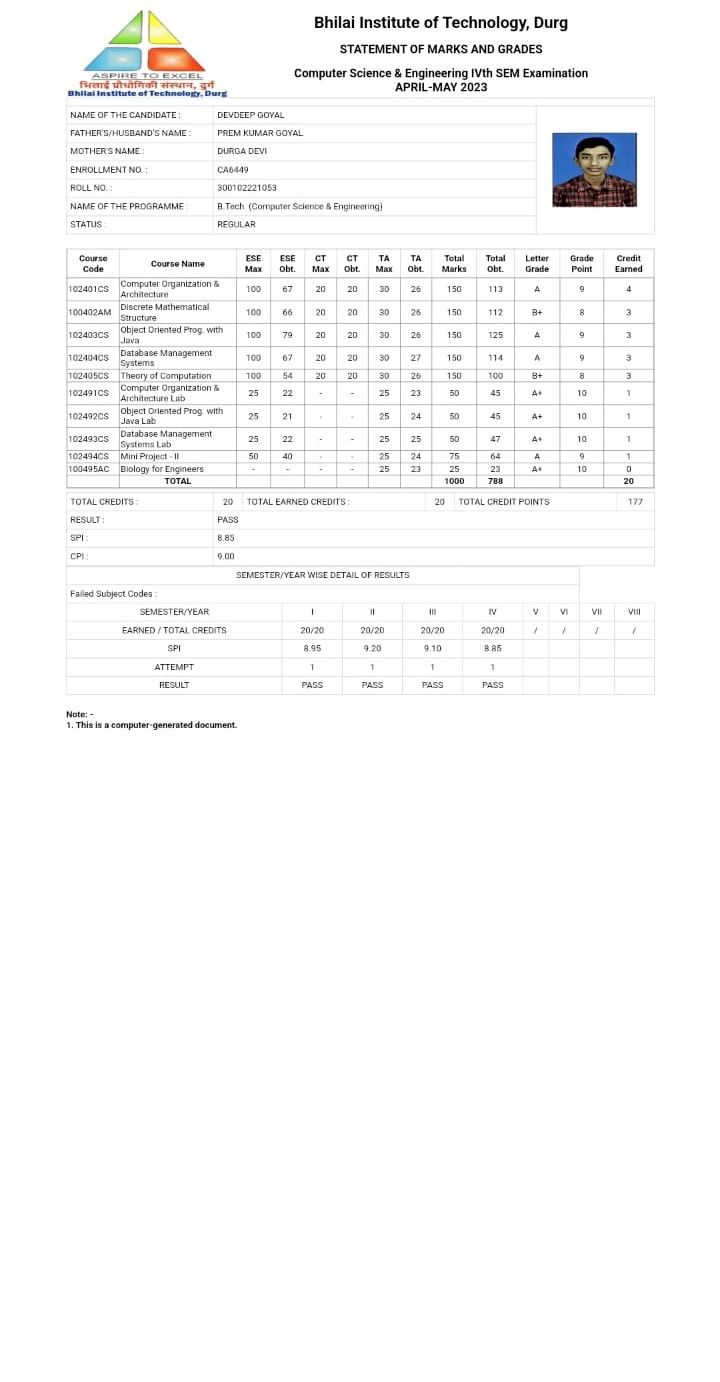 ASPIRE TO EXCEL
भिलाई प्रौद्योगिकी संस्थान, दुर्ग
Bhilai Institute of Technology, Durg
Bhilai Institute of Technology, Durg
STATEMENT OF MARKS AND GRADES
Computer Science & Engineering IVth SEM Examination
APRIL-MAY 2023
NAME OF THE CANDIDATE : DEVDEEP GOYAL
FATHER'S/HUSBAND'S NAME : PREM KUMAR GOYAL
MOTHER'S NAME : DURGA DEVI
ENROLLMENT NO. : CA6449
ROLL NO. : 300102221053
NAME OF THE PROGRAMME : B.Tech. (Computer Science & Engineering)
STATUS : REGULAR
Course Code Course Name ESE Max ESE Obt. CT Max CT Obt. TA Max TA Obt. Total Marks Total Obt. Letter Grade Grade Point Credit Earned
102401CS Computer Organization & Architecture 100 67 20 20 30 26 150 113 A 9 4
100402AM Discrete Mathematical Structure 100 66 20 20 30 26 150 112 B+ 8 3
102403CS Object Oriented Prog. with Java 100 79 20 20 30 26 150 125 A 9 3
102404CS Database Management Systems 100 67 20 20 30 27 150 114 A 9 3
102405CS Theory of Computation 100 54 20 20 30 26 150 100 B+ 8 3
102491CS Computer Organization & Architecture Lab 25 22 - - 25 23 50 45 A+ 10 1
102492CS Object Oriented Prog. with Java Lab 25 21 - - 25 24 50 45 A+ 10 1
102493CS Database Management Systems Lab 25 22 - - 25 25 50 47 A+ 10 1
102494CS Mini Project - II 50 40 - - 25 24 75 64 A 9 1
100495AC Biology for Engineers - - - - 25 23 25 23 A+ 10 0
TOTAL 1000 788 20
TOTAL CREDITS : 20 TOTAL EARNED CREDITS : 20 TOTAL CREDIT POINTS 177
RESULT : PASS
SPI : 8.85
CPI : 9.00
SEMESTER/YEAR WISE DETAIL OF RESULTS
Failed Subject Codes :
SEMESTER/YEAR I II III IV V VI VII VIII
EARNED / TOTAL CREDITS 20/20 20/20 20/20 20/20 / / / /
SPI 8.95 9.20 9.10 8.85
ATTEMPT 1 1 1 1
RESULT PASS PASS PASS PASS
Note: -
1. This is a computer-generated document.